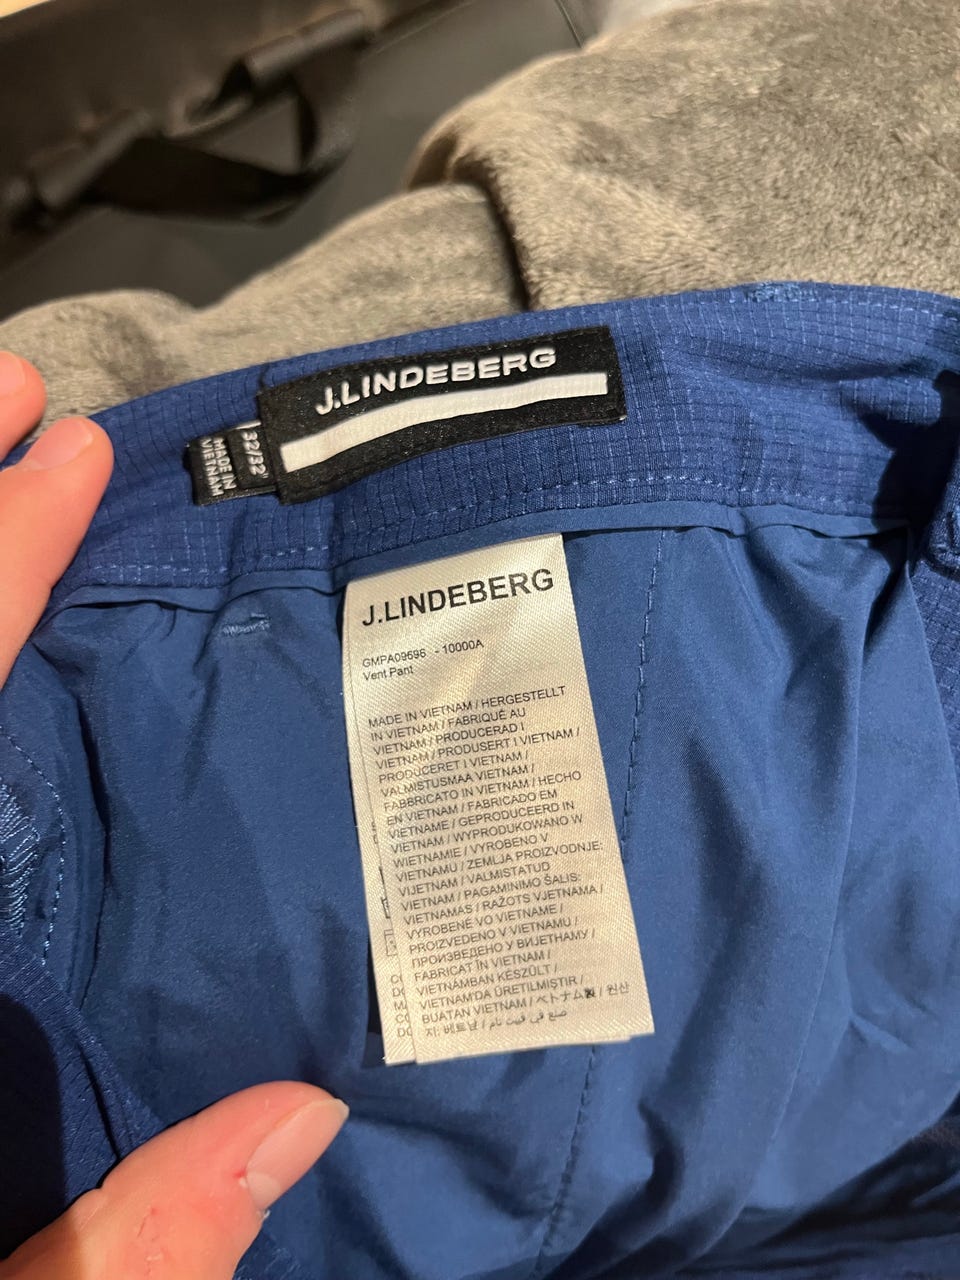 J.LINDEBERG
32/32
MADE IN
VIETNAM
J.LINDEBERG
GMPA09696 - 10000A
Vent Pant
MADE IN VIETNAM / HERGESTELLT
IN VIETNAM / FABRIQUÉ AU
VIETNAM / PRODUCERAD I
VIETNAM / PRODUSERT I VIETNAM /
PRODUCERET I VIETNAM /
VALMISTUSMAA VIETNAM /
FABBRICATO IN VIETNAM / HECHO
EN VIETNAM / FABRICADO EM
VIETNAME / GEPRODUCEERD IN
VIETNAM / WYPRODUKOWANO W
WIETNAMIE / VYROBENO V
VIETNAMU / ZEMLJA PROIZVODNJE:
VIJETNAM / VALMISTATUD
VIETNAM / PAGAMINIMO ŠALIS:
VIETNAMAS / RAŽOTS VJETNAMA /
VYROBENÉ VO VIETNAME /
PROIZVEDENO V VIETNAMU /
ПРОИЗВЕДЕНО У ВИЈЕТНАМУ /
FABRICAT ÎN VIETNAM /
VIETNÁMBAN KÉSZÜLT /
VIETNAM'DA ÜRETILMIŞTIR /
BUATAN VIETNAM / ベトナム製 / 원산
지: 베트남 / صنع في فيت نام